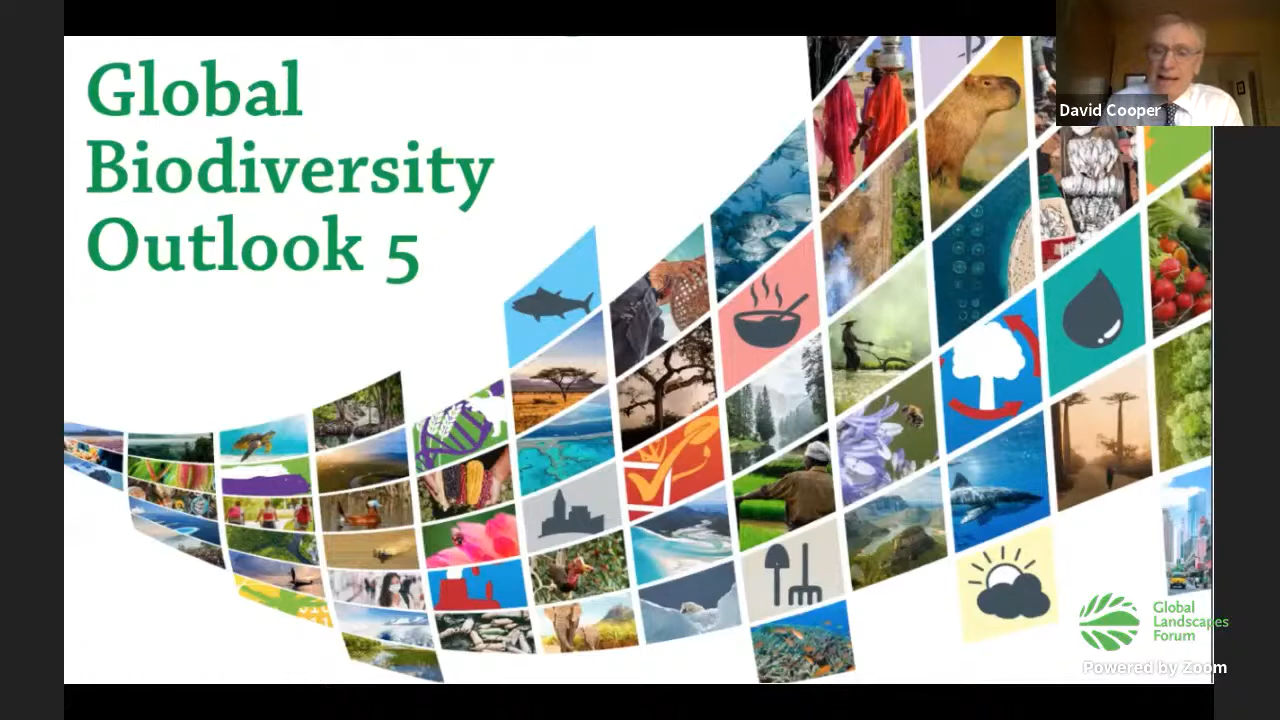 Global
Biodiversity
Outlook 5
David Cooper
Global
Landscapes
Forum
Powered by Zoom